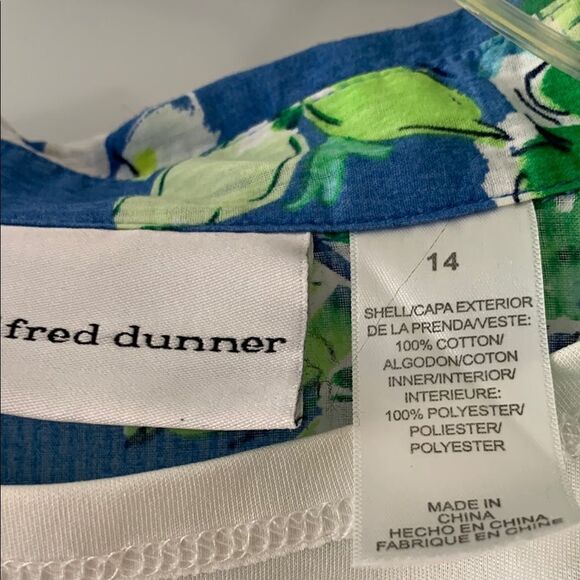 fred dunner
14
SHELL/CAPA EXTERIOR
DE LA PRENDA/VESTE:
100% COTTON/
ALGODON/COTON
INNER/INTERIOR/
INTERIEURE:
100% POLYESTER/
POLIESTER/
POLYESTER
MADE IN
CHINA
HECHO EN CHINA
FABRIQUE EN CHINE